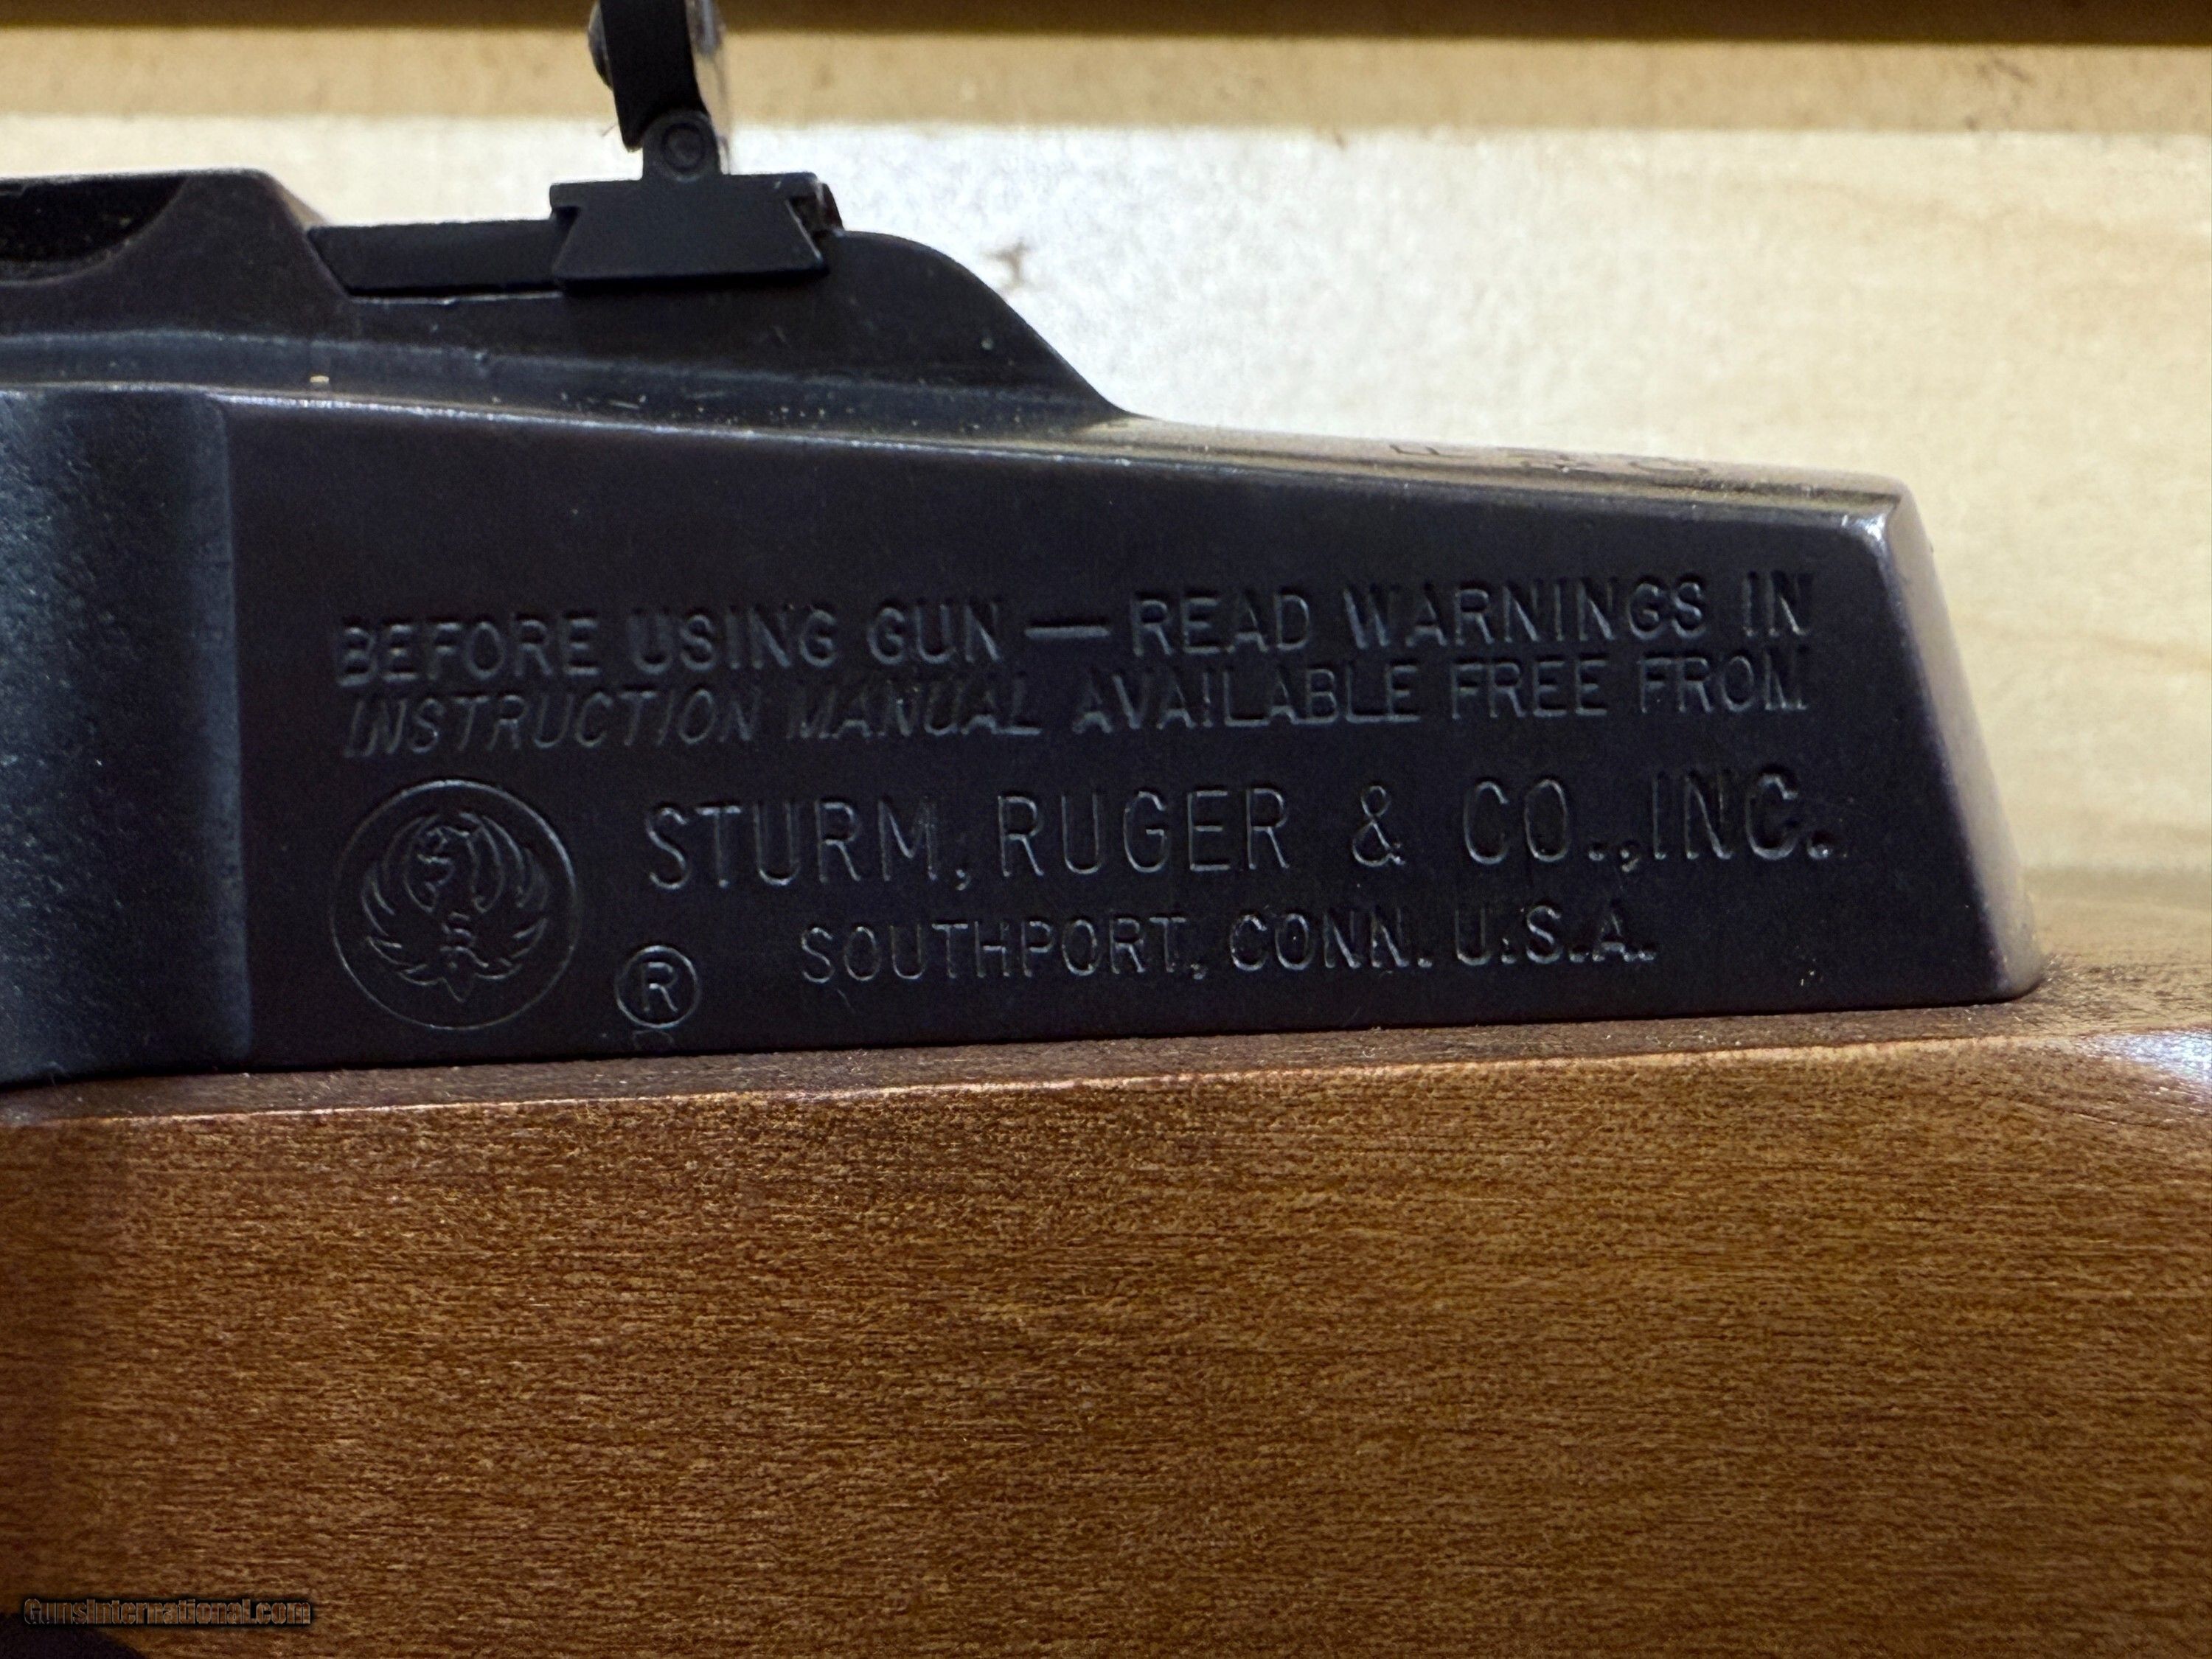 BEFORE USING GUN — READ WARNINGS IN
INSTRUCTION MANUAL AVAILABLE FREE FROM
STURM, RUGER & CO., INC.
® SOUTHPORT, CONN. U.S.A.
GunsInternational.com